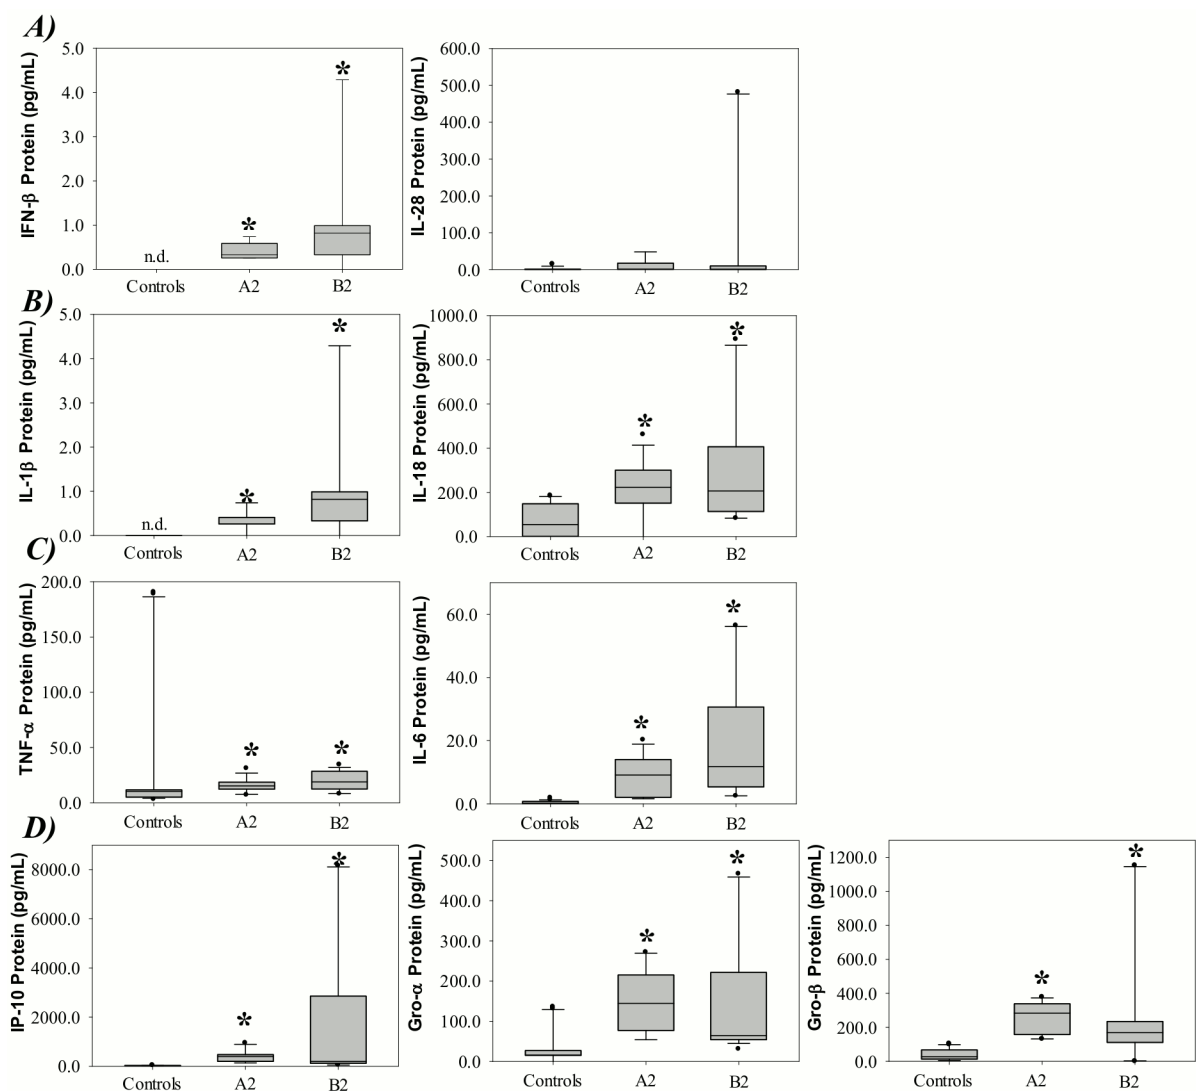 A)
IFN-β Protein (pg/mL)
5.0
4.0
3.0
2.0
1.0
0.0
*
*
n.d.
Controls A2 B2
IL-28 Protein (pg/mL)
600.0
500.0
400.0
300.0
200.0
100.0
0.0
Controls A2 B2
B)
IL-1β Protein (pg/mL)
5.0
4.0
3.0
2.0
1.0
0.0
*
*
n.d.
Controls A2 B2
IL-18 Protein (pg/mL)
1000.0
800.0
600.0
400.0
200.0
0.0
*
*
Controls A2 B2
C)
TNF-α Protein (pg/mL)
200.0
150.0
100.0
50.0
0.0
*
*
Controls A2 B2
IL-6 Protein (pg/mL)
60.0
40.0
20.0
0.0
*
*
Controls A2 B2
D)
IP-10 Protein (pg/mL)
8000.0
6000.0
4000.0
2000.0
0.0
*
*
Controls A2 B2
Gro-α Protein (pg/mL)
500.0
400.0
300.0
200.0
100.0
0.0
*
*
Controls A2 B2
Gro-β Protein (pg/mL)
1200.0
1000.0
800.0
600.0
400.0
200.0
0.0
*
*
Controls A2 B2